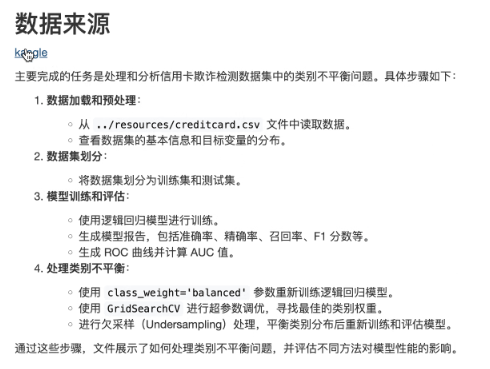 数据来源
kaggle
主要完成的任务是处理和分析信用卡欺诈检测数据集中的类别不平衡问题。具体步骤如下：
1. 数据加载和预处理：
◦ 从 ../resources/creditcard.csv 文件中读取数据。
◦ 查看数据集的基本信息和目标变量的分布。
2. 数据集划分：
◦ 将数据集划分为训练集和测试集。
3. 模型训练和评估：
◦ 使用逻辑回归模型进行训练。
◦ 生成模型报告，包括准确率、精确率、召回率、F1 分数等。
◦ 生成 ROC 曲线并计算 AUC 值。
4. 处理类别不平衡：
◦ 使用 class_weight='balanced' 参数重新训练逻辑回归模型。
◦ 使用 GridSearchCV 进行超参数调优，寻找最佳的类别权重。
◦ 进行欠采样（Undersampling）处理，平衡类别分布后重新训练和评估模型。
通过这些步骤，文件展示了如何处理类别不平衡问题，并评估不同方法对模型性能的影响。